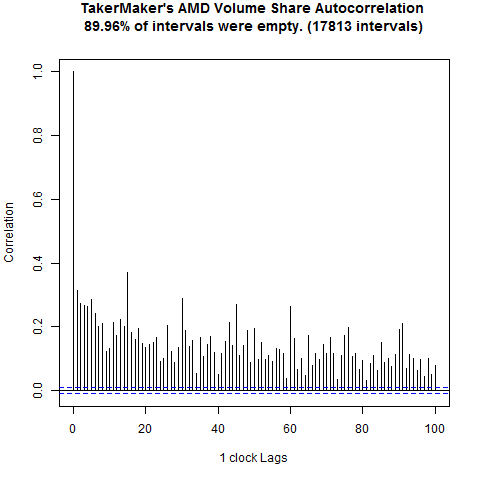 TakerMaker's AMD Volume Share Autocorrelation
89.96% of intervals were empty. (17813 intervals)
1.0
0.8
0.6
0.4
0.2
0.0
Correlation
0 20 40 60 80 100
1 clock Lags